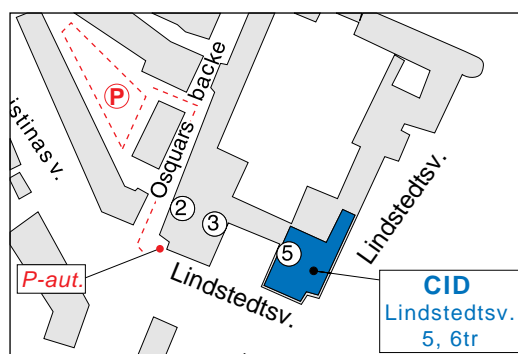 P
Osquars backe
istinas v.
2
3
5
P-aut.
Lindstedtsv.
Lindstedtsv.
CID
Lindstedtsv.
5, 6tr